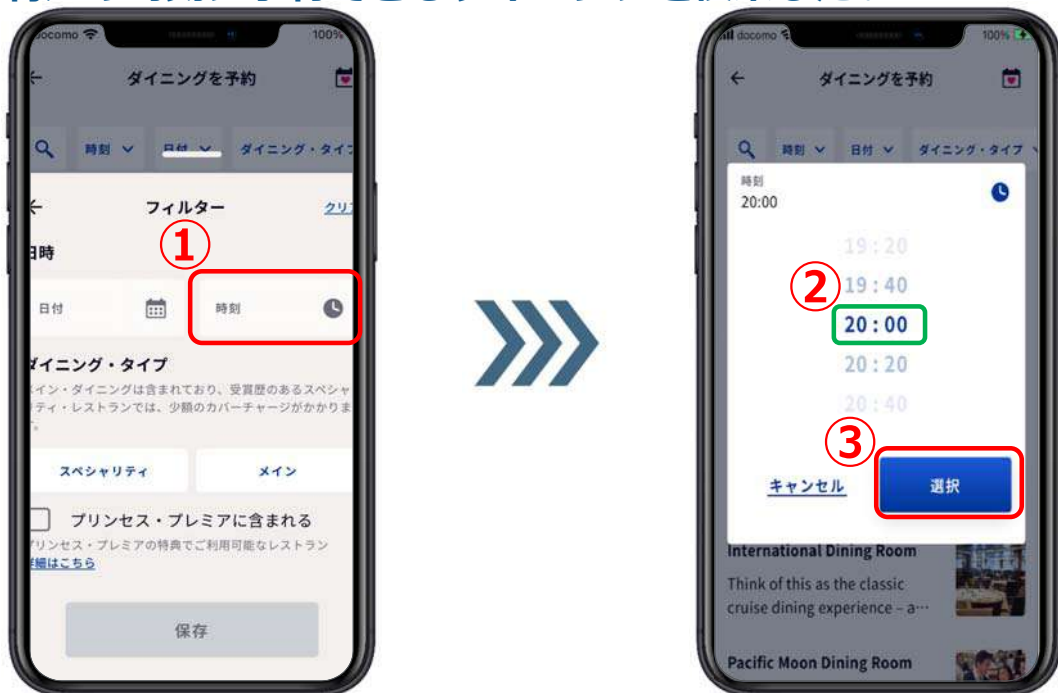 docomo
100%
← ダイニングを予約
時刻 日付 ダイニング・タイ
← フィルター クリ
①
日時
日付 時刻
ダイニング・タイプ
イン・ダイニングは含まれており、受賞歴のあるスペシャ
リティ・レストランでは、少額のカバーチャージがかかりま
す。
スペシャリティ メイン
プリンセス・プレミアに含まれる
プリンセス・プレミアの特典でご利用可能なレストラン
詳細はこちら
保存
docomo
100%
← ダイニングを予約
時刻 日付 ダイニング・タイプ
時刻
20:00
19:20
②
19:40
20:00
20:20
20:40
③
キャンセル 選択
International Dining Room
Think of this as the classic
cruise dining experience – a…
Pacific Moon Dining Room